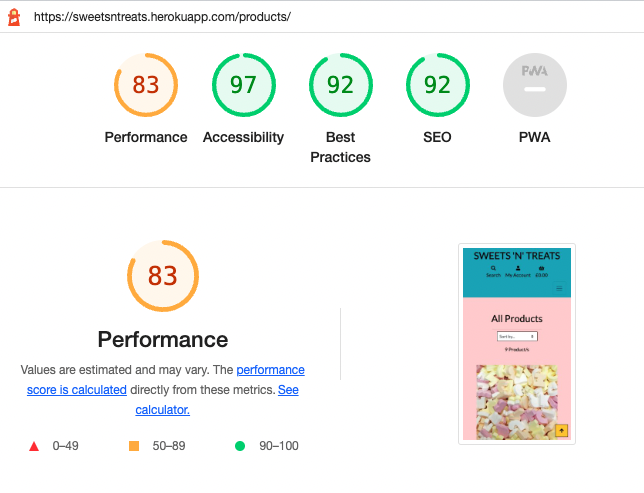 https://sweetsntreats.herokuapp.com/products/
83
97
92
92
PWA
Performance
Accessibility
Best
Practices
SEO
PWA
83
Performance
Values are estimated and may vary. The performance
score is calculated directly from these metrics. See
calculator.
0–49
50–89
90–100
SWEETS 'N' TREATS
Search
My Account
£0.00
All Products
Sort by...
9 Products